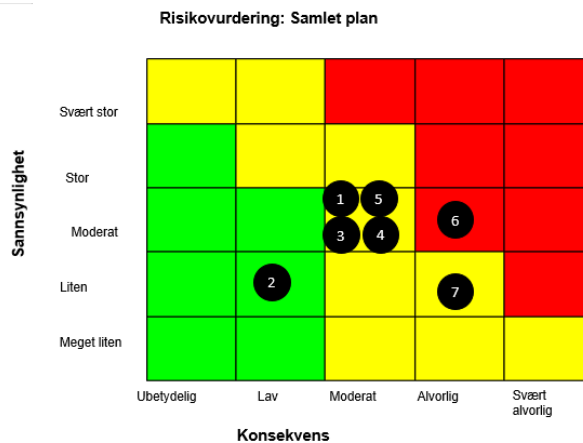 Risikovurdering: Samlet plan
Sannsynlighet
Svært stor
Stor
Moderat
Liten
Meget liten
1 5
6
3 4
2
7
Ubetydelig Lav Moderat Alvorlig Svært
alvorlig
Konsekvens